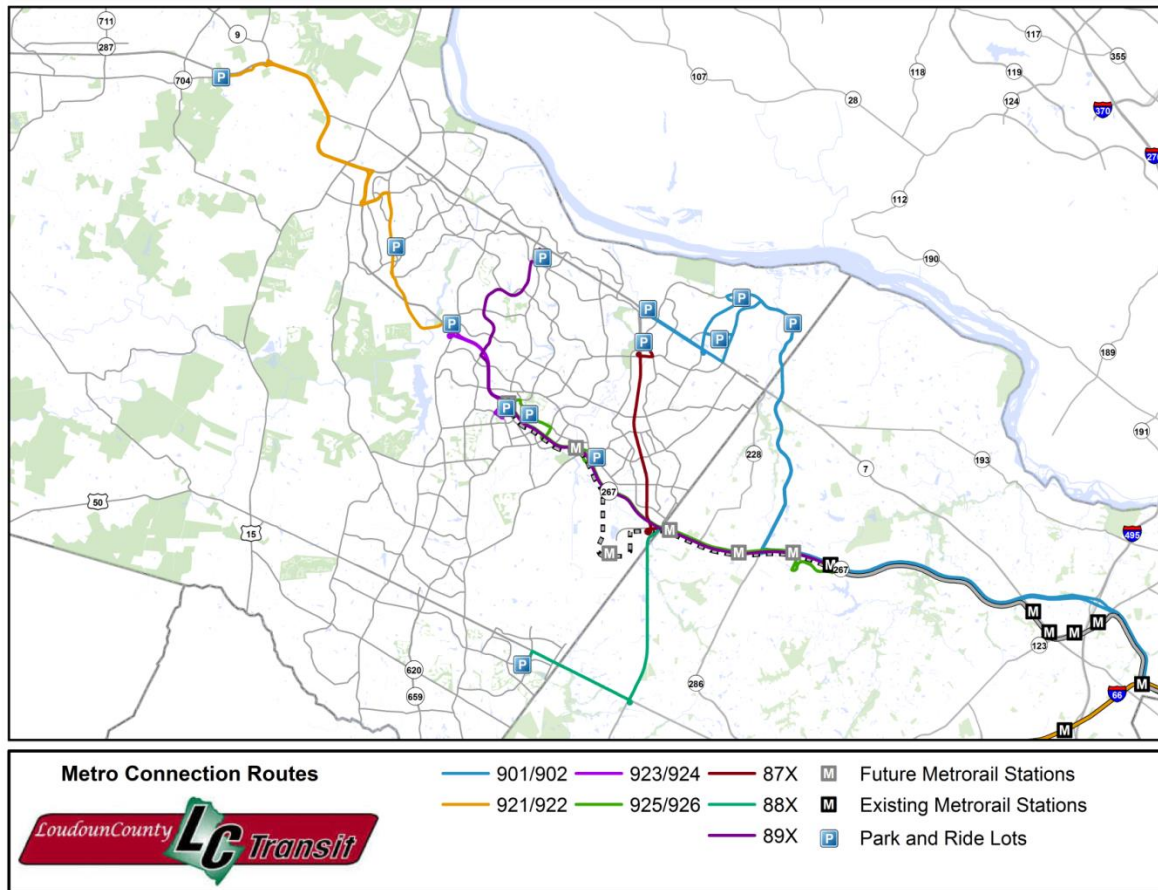 711
9
287
704
117
355
107
118
119
124
28
370
270
112
190
189
191
228
193
7
267
50
15
495
267
123
620
659
286
66
P
P
P
P
P
P
P
P
P
P
P
P
P
M
M
M
M
M
M
M
M
M
M
M
M
M
Metro Connection Routes
901/902
923/924
87X
M Future Metrorail Stations
921/922
925/926
88X
M Existing Metrorail Stations
89X
P Park and Ride Lots
LoudounCounty LC Transit